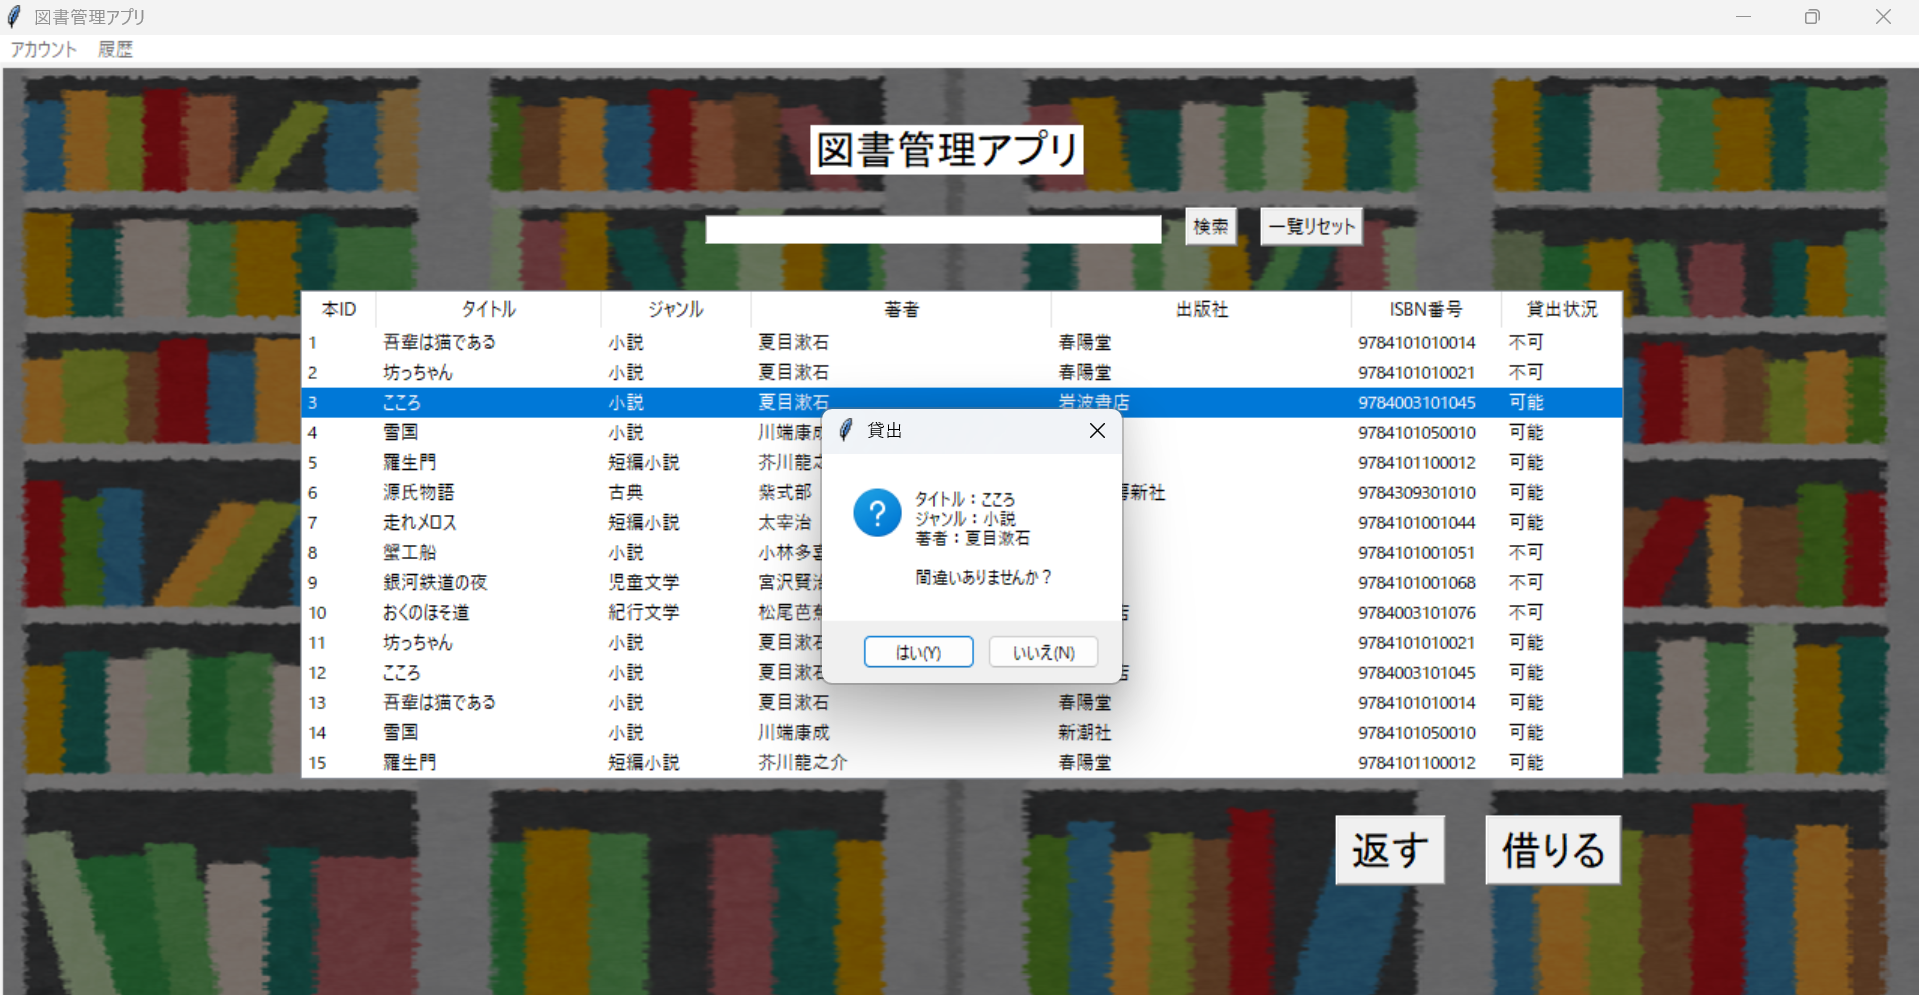 図書管理アプリ
アカウント 履歴
図書管理アプリ
検索 一覧リセット
本ID タイトル ジャンル 著者 出版社 ISBN番号 貸出状況
1 吾輩は猫である 小説 夏目漱石 春陽堂 9784101010014 不可
2 坊っちゃん 小説 夏目漱石 春陽堂 9784101010021 不可
3 こころ 小説 夏目漱石 岩波書店 9784003101045 可能
4 雪国 小説 川端康成 9784101050010 可能
5 羅生門 短編小説 芥川龍之 9784101100012 可能
6 源氏物語 古典 紫式部 新社 9784309301010 可能
7 走れメロス 短編小説 太宰治 9784101001044 可能
8 蟹工船 小説 小林多喜 9784101001051 不可
9 銀河鉄道の夜 児童文学 宮沢賢治 9784101001068 不可
10 おくのほそ道 紀行文学 松尾芭蕉 店 9784003101076 不可
11 坊っちゃん 小説 夏目漱石 9784101010021 可能
12 こころ 小説 夏目漱石 店 9784003101045 可能
13 吾輩は猫である 小説 夏目漱石 春陽堂 9784101010014 可能
14 雪国 小説 川端康成 新潮社 9784101050010 可能
15 羅生門 短編小説 芥川龍之介 春陽堂 9784101100012 可能
貸出
タイトル：こころ
ジャンル：小説
著者：夏目漱石
間違いありませんか？
はい(Y) いいえ(N)
返す 借りる